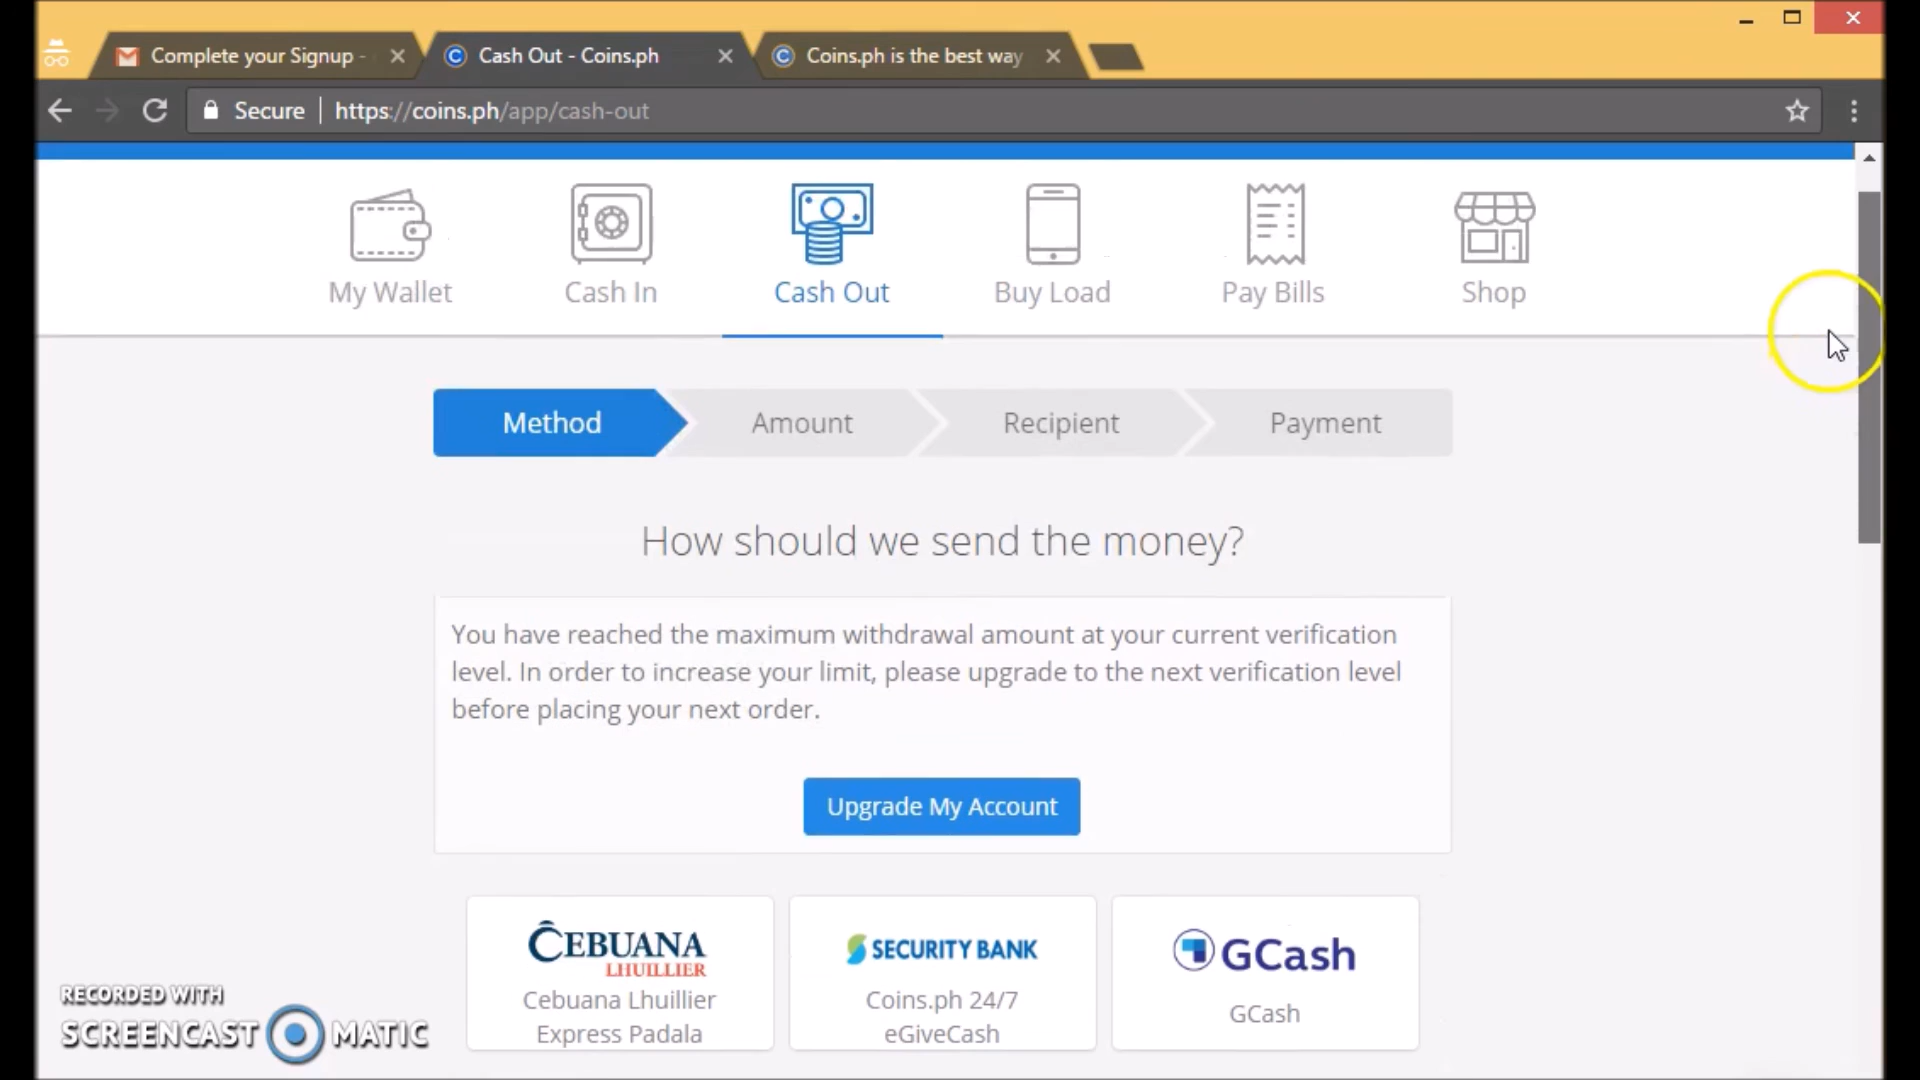 Complete your Signup -
Cash Out - Coins.ph
Coins.ph is the best way
Secure
https://coins.ph/app/cash-out
My Wallet
Cash In
Cash Out
Buy Load
Pay Bills
Shop
Method
Amount
Recipient
Payment
How should we send the money?
You have reached the maximum withdrawal amount at your current verification
level. In order to increase your limit, please upgrade to the next verification level
before placing your next order.
Upgrade My Account
CEBUANA
LHUILLIER
Cebuana Lhuillier
Express Padala
SECURITY BANK
Coins.ph 24/7
eGiveCash
GCash
GCash
RECORDED WITH
SCREENCAST MATIC